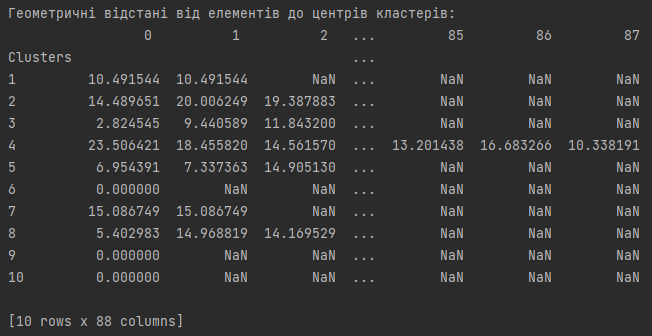 Геометричні відстані від елементів до центрів кластерів:
                 0          1          2  ...         85         86         87
Clusters                                  ...
1        10.491544  10.491544        NaN  ...        NaN        NaN        NaN
2        14.489651  20.006249  19.387883  ...        NaN        NaN        NaN
3         2.824545   9.440589  11.843200  ...        NaN        NaN        NaN
4        23.506421  18.455820  14.561570  ...  13.201438  16.683266  10.338191
5         6.954391   7.337363  14.905130  ...        NaN        NaN        NaN
6         0.000000        NaN        NaN  ...        NaN        NaN        NaN
7        15.086749  15.086749        NaN  ...        NaN        NaN        NaN
8         5.402983  14.968819  14.169529  ...        NaN        NaN        NaN
9         0.000000        NaN        NaN  ...        NaN        NaN        NaN
10        0.000000        NaN        NaN  ...        NaN        NaN        NaN
[10 rows x 88 columns]